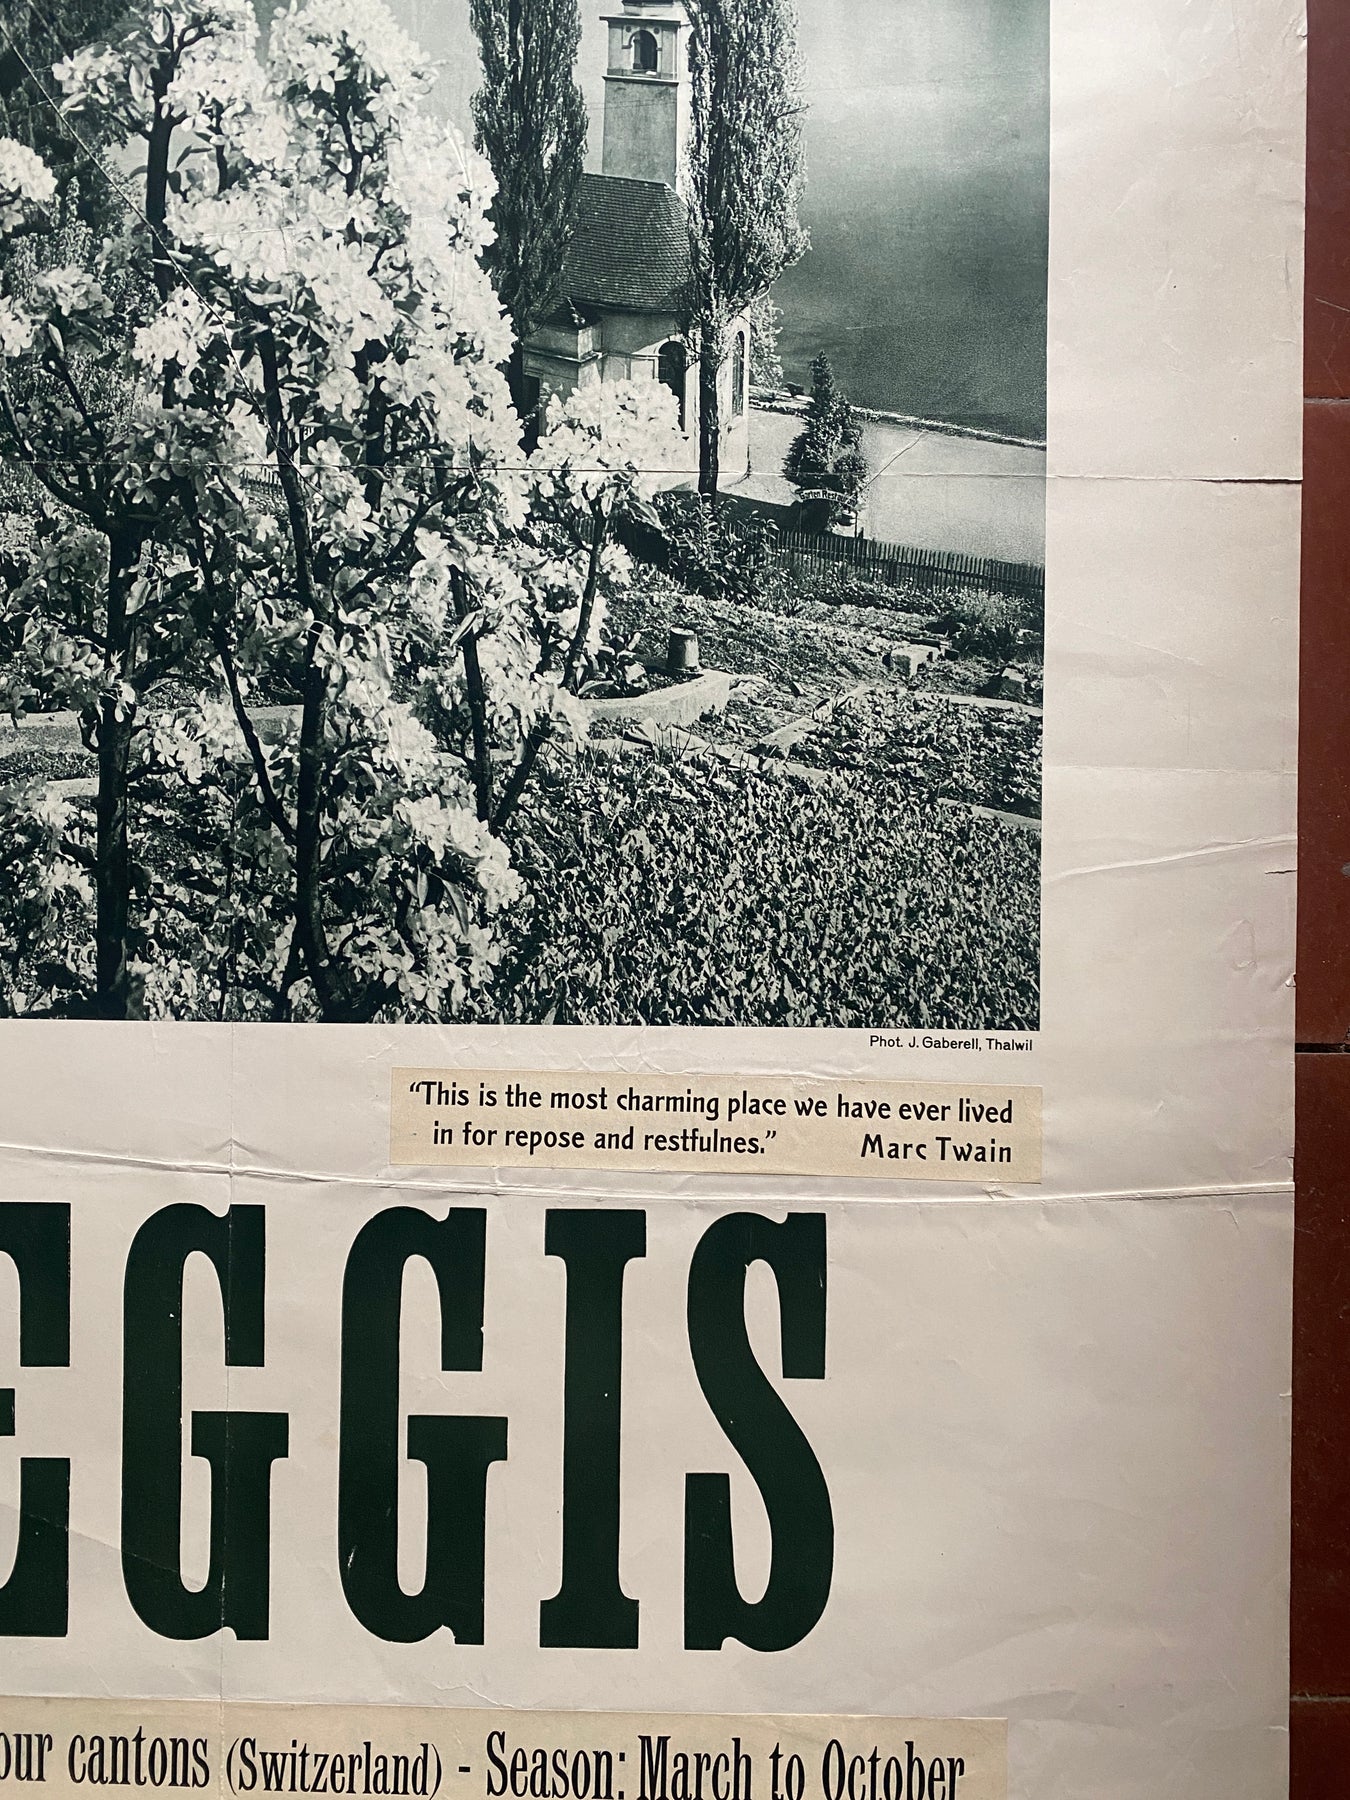 Phot. J. Gaberell, Thalwil
“This is the most charming place we have ever lived
in for repose and restfulnes.” Marc Twain
EGGIS
our cantons (Switzerland) - Season: March to October